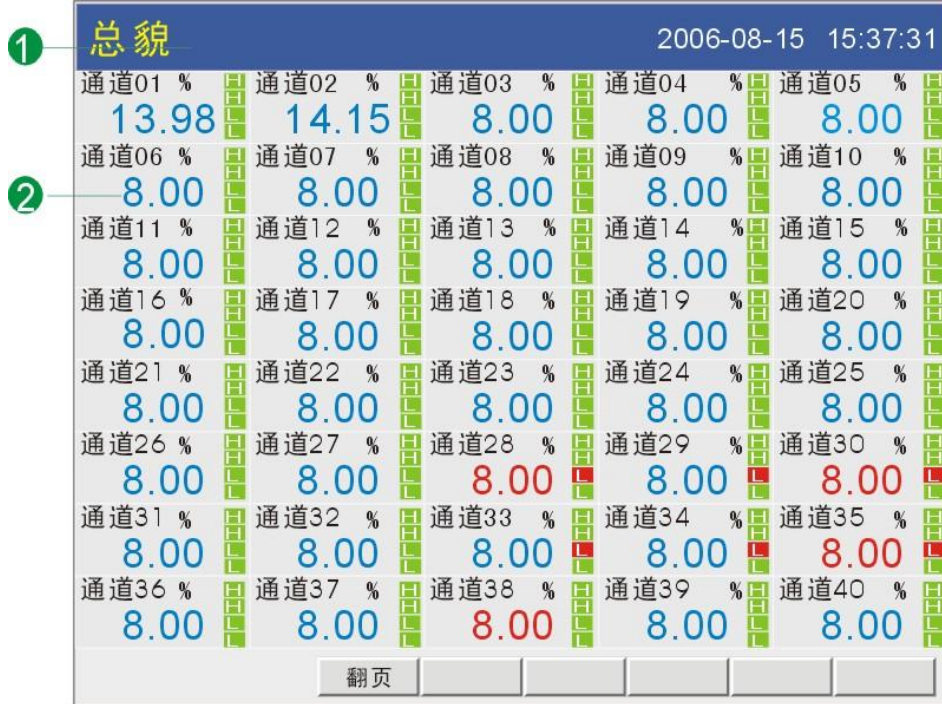 1 总貌 2006-08-15 15:37:31
通道01 % H 通道02 % H 通道03 % H 通道04 % H 通道05 % H
H H H H H
13.98 L 14.15 L 8.00 L 8.00 L 8.00 L
L L L L L
通道06 % H 通道07 % H 通道08 % H 通道09 % H 通道10 % H
H H H H H
2 8.00 L 8.00 L 8.00 L 8.00 L 8.00 L
L L L L L
通道11 % H 通道12 % H 通道13 % H 通道14 % H 通道15 % H
H H H H H
8.00 L 8.00 L 8.00 L 8.00 L 8.00 L
L L L L L
通道16 % H 通道17 % H 通道18 % H 通道19 % H 通道20 % H
H H H H H
8.00 L 8.00 L 8.00 L 8.00 L 8.00 L
L L L L L
通道21 % H 通道22 % H 通道23 % H 通道24 % H 通道25 % H
H H H H H
8.00 L 8.00 L 8.00 L 8.00 L 8.00 L
L L L L L
通道26 % H 通道27 % H 通道28 % H 通道29 % H 通道30 % H
H H H H H
8.00 L 8.00 L 8.00 L 8.00 L 8.00 L
L L L L L
通道31 % H 通道32 % H 通道33 % H 通道34 % H 通道35 % H
H H H H H
8.00 L 8.00 L 8.00 L 8.00 L 8.00 L
L L L L L
通道36 % H 通道37 % H 通道38 % H 通道39 % H 通道40 % H
H H H H H
8.00 L 8.00 L 8.00 L 8.00 L 8.00 L
L L L L L
翻页